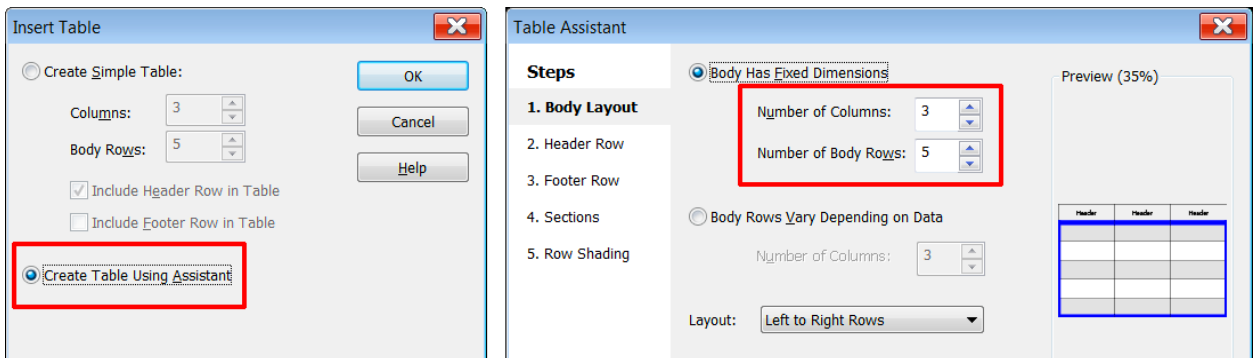 Insert Table
Create Simple Table:
OK
Columns: 3
Cancel
Body Rows: 5
Help
Include Header Row in Table
Include Footer Row in Table
Create Table Using Assistant
Table Assistant
Steps
1. Body Layout
2. Header Row
3. Footer Row
4. Sections
5. Row Shading
Body Has Fixed Dimensions
Number of Columns: 3
Number of Body Rows: 5
Body Rows Vary Depending on Data
Number of Columns: 3
Layout: Left to Right Rows
Preview (35%)
Header Header Header